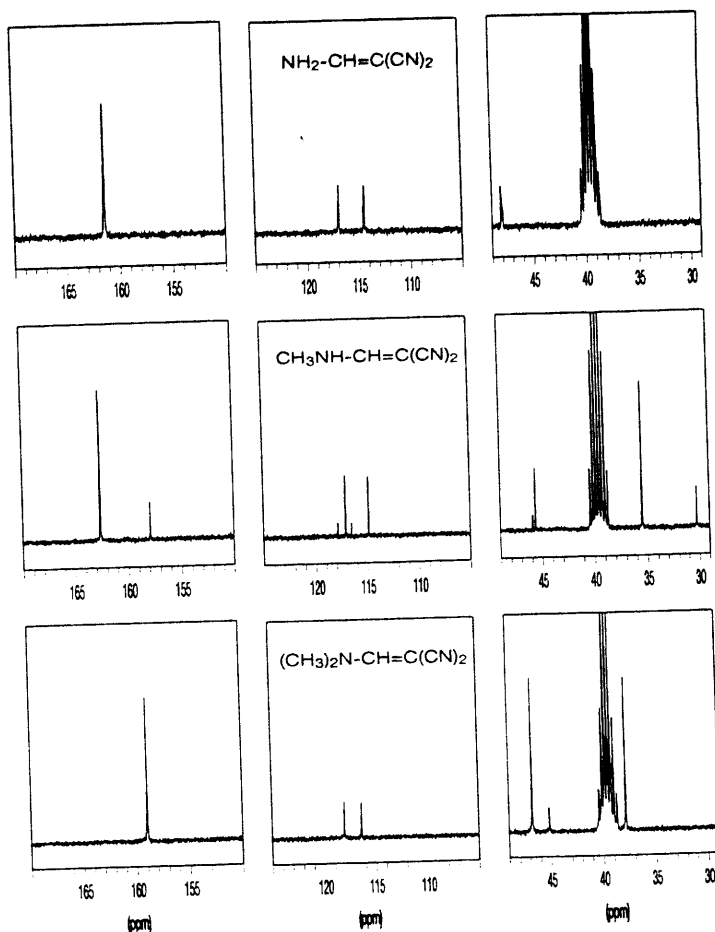 NH₂-CH=C(CN)₂
165 160 155
120 115 110
45 40 35 30
CH₃NH-CH=C(CN)₂
165 160 155
120 115 110
45 40 35 30
(CH₃)₂N-CH=C(CN)₂
165 160 155
120 115 110
45 40 35 30
(ppm) (ppm) (ppm)